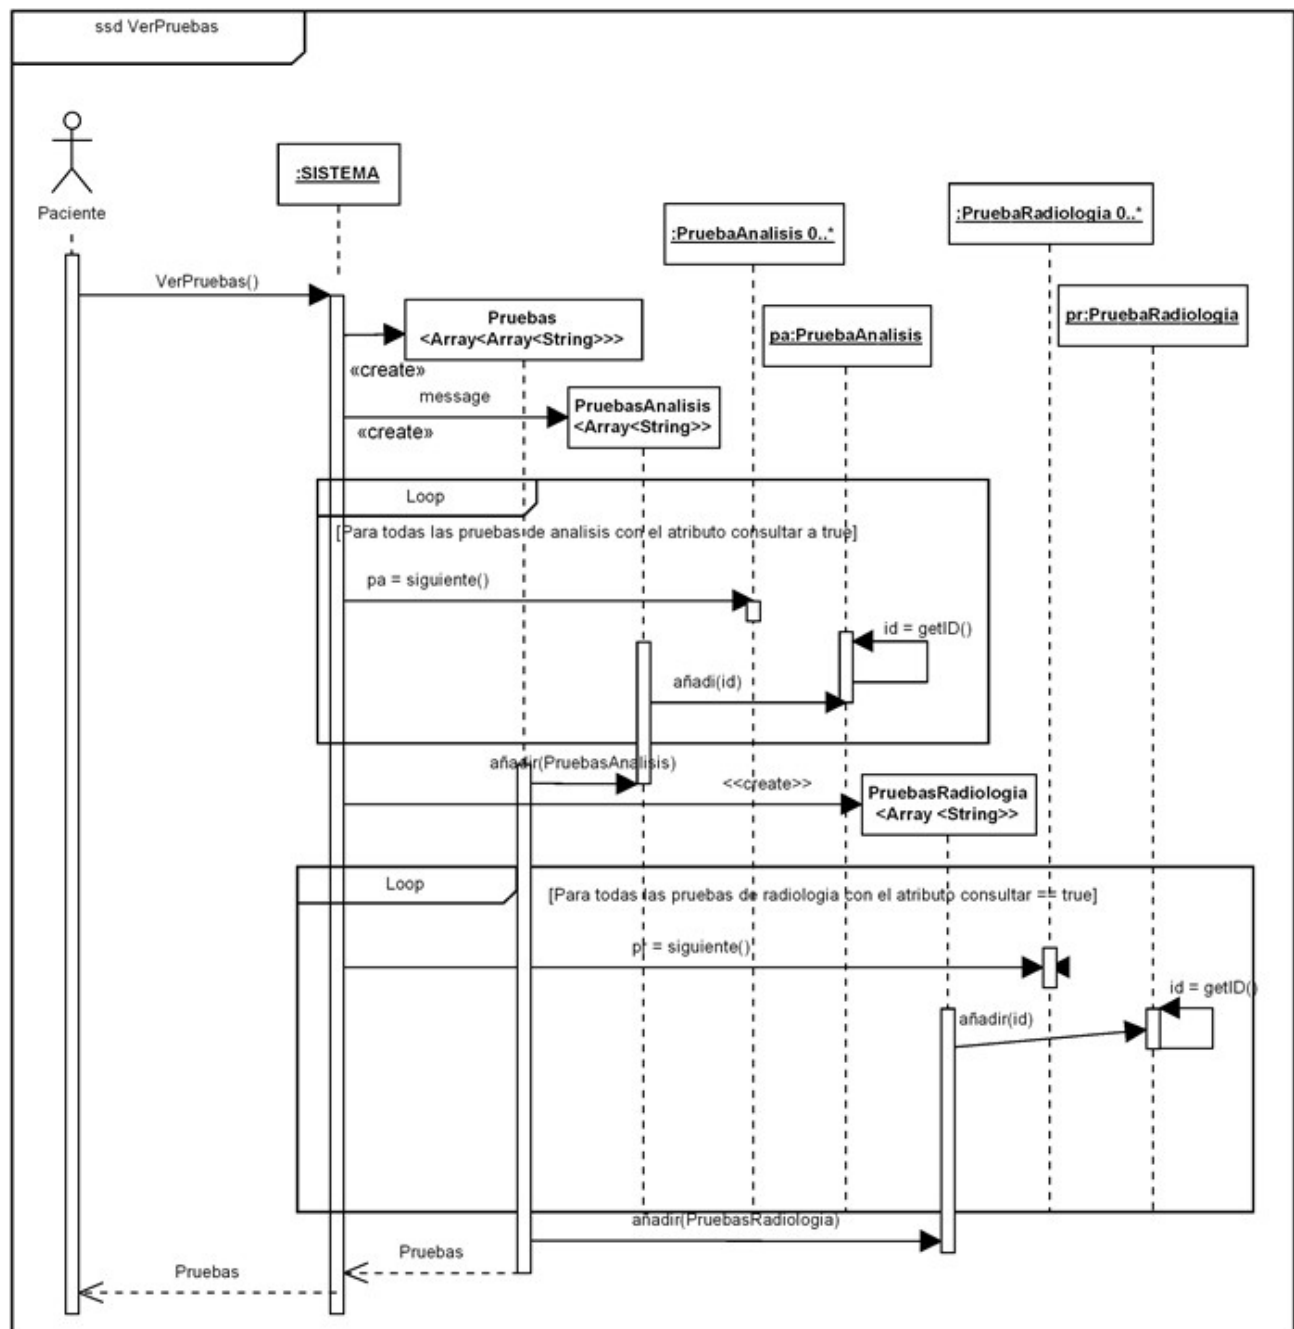 ssd VerPruebas
Paciente
:SISTEMA
:PruebaAnalisis 0..*
:PruebaRadiologia 0..*
VerPruebas()
Pruebas
<Array<Array<String>>>
pa:PruebaAnalisis
pr:PruebaRadiologia
«create»
message
PruebasAnalisis
<Array<String>>
«create»
Loop
[Para todas las pruebas de analisis con el atributo consultar a true]
pa = siguiente()
id = getID()
añadi(id)
añadir(PruebasAnalisis)
<<create>>
PruebasRadiologia
<Array <String>>
Loop
[Para todas las pruebas de radiologia con el atributo consultar == true]
pr = siguiente()
id = getID()
añadir(id)
añadir(PruebasRadiologia)
Pruebas
Pruebas